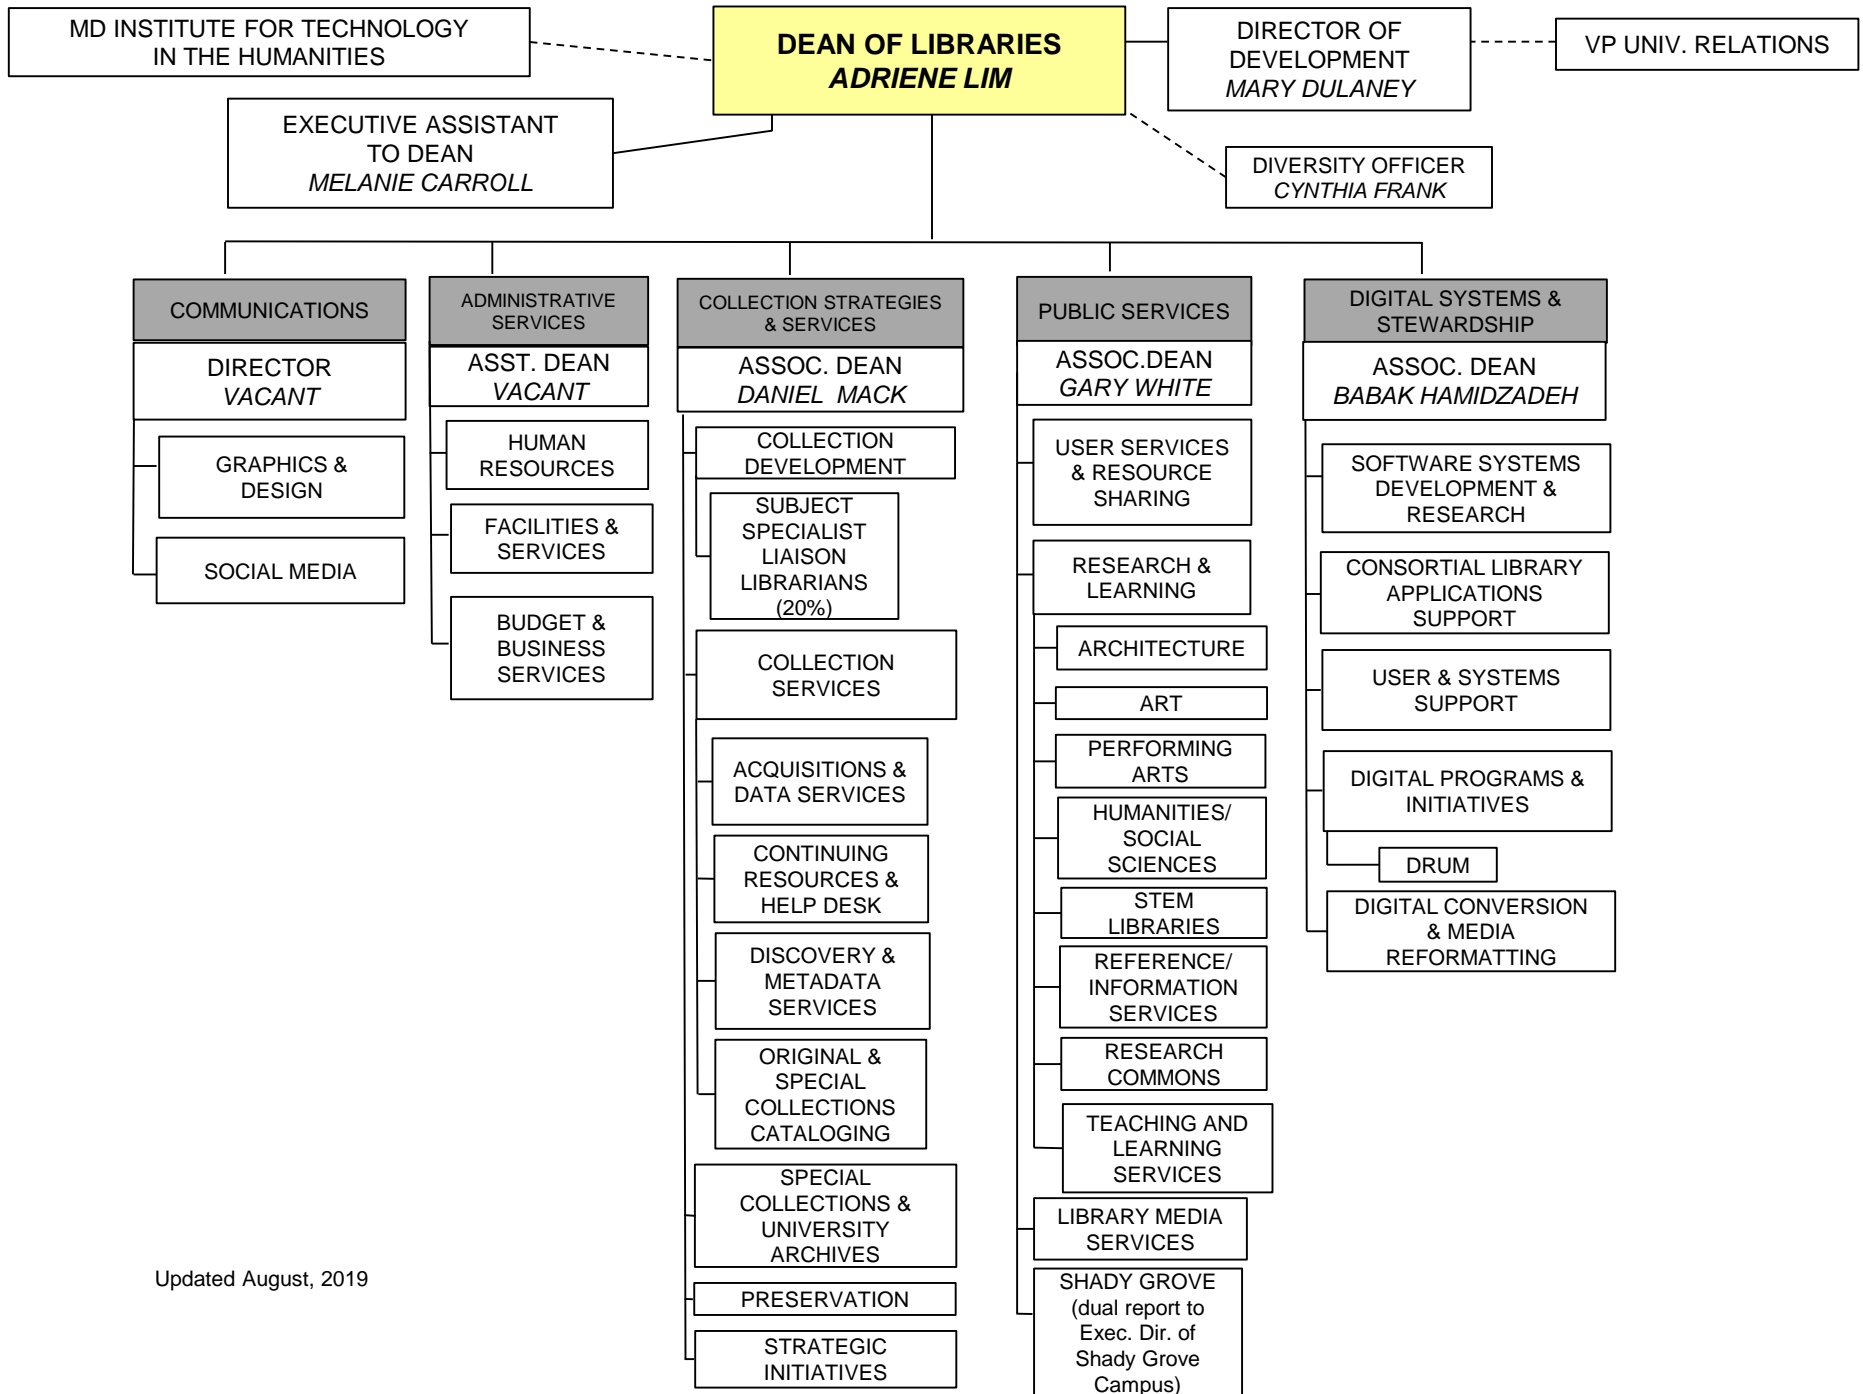 MD INSTITUTE FOR TECHNOLOGY
IN THE HUMANITIES
DEAN OF LIBRARIES
ADRIENE LIM
DIRECTOR OF
DEVELOPMENT
MARY DULANEY
VP UNIV. RELATIONS
EXECUTIVE ASSISTANT
TO DEAN
MELANIE CARROLL
DIVERSITY OFFICER
CYNTHIA FRANK
COMMUNICATIONS
DIRECTOR
VACANT
GRAPHICS &
DESIGN
SOCIAL MEDIA
ADMINISTRATIVE
SERVICES
ASST. DEAN
VACANT
HUMAN
RESOURCES
FACILITIES &
SERVICES
BUDGET &
BUSINESS
SERVICES
COLLECTION STRATEGIES
& SERVICES
ASSOC. DEAN
DANIEL MACK
COLLECTION
DEVELOPMENT
SUBJECT
SPECIALIST
LIAISON
LIBRARIANS
(20%)
COLLECTION
SERVICES
ACQUISITIONS &
DATA SERVICES
CONTINUING
RESOURCES &
HELP DESK
DISCOVERY &
METADATA
SERVICES
ORIGINAL &
SPECIAL
COLLECTIONS
CATALOGING
SPECIAL
COLLECTIONS &
UNIVERSITY
ARCHIVES
PRESERVATION
STRATEGIC
INITIATIVES
PUBLIC SERVICES
ASSOC.DEAN
GARY WHITE
USER SERVICES
& RESOURCE
SHARING
RESEARCH &
LEARNING
ARCHITECTURE
ART
PERFORMING
ARTS
HUMANITIES/
SOCIAL
SCIENCES
STEM
LIBRARIES
REFERENCE/
INFORMATION
SERVICES
RESEARCH
COMMONS
TEACHING AND
LEARNING
SERVICES
LIBRARY MEDIA
SERVICES
SHADY GROVE
(dual report to
Exec. Dir. of
Shady Grove
Campus)
DIGITAL SYSTEMS &
STEWARDSHIP
ASSOC. DEAN
BABAK HAMIDZADEH
SOFTWARE SYSTEMS
DEVELOPMENT &
RESEARCH
CONSORTIAL LIBRARY
APPLICATIONS
SUPPORT
USER & SYSTEMS
SUPPORT
DIGITAL PROGRAMS &
INITIATIVES
DRUM
DIGITAL CONVERSION
& MEDIA
REFORMATTING
Updated August, 2019